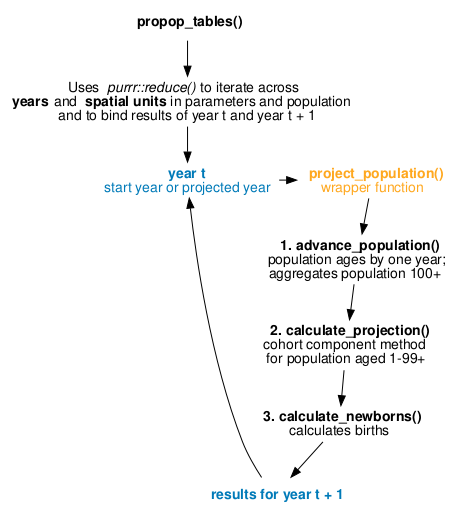 propop_tables()
Uses purrr::reduce() to iterate across
years and spatial units in parameters and population
and to bind results of year t and year t + 1
year t
start year or projected year
project_population()
wrapper function
1. advance_population()
population ages by one year;
aggregates population 100+
2. calculate_projection()
cohort component method
for population aged 1-99+
3. calculate_newborns()
calculates births
results for year t + 1